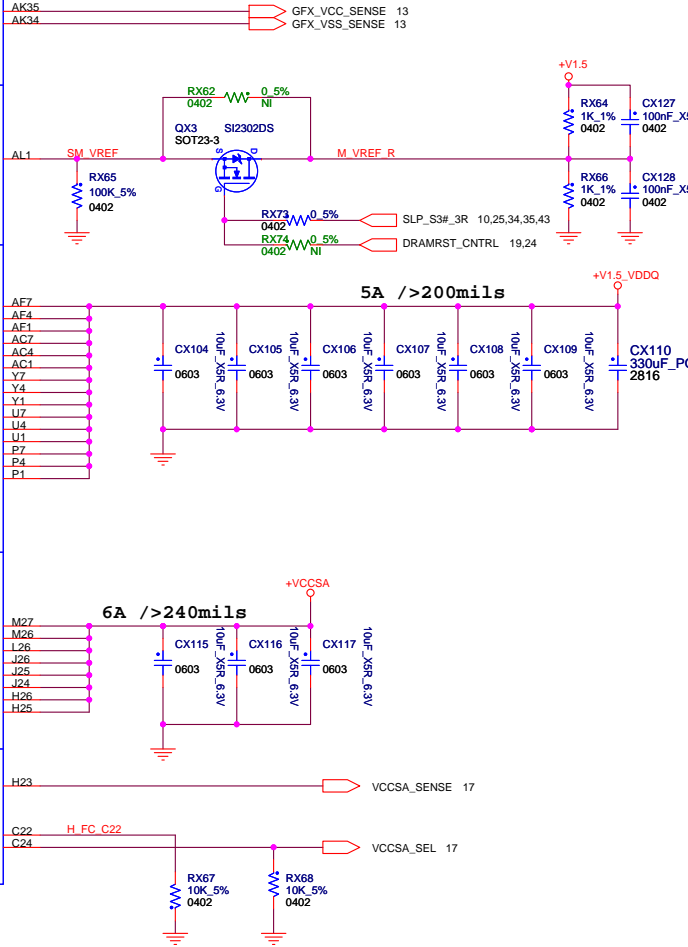 AK35 GFX_VCC_SENSE 13
AK34 GFX_VSS_SENSE 13
+V1.5
RX62 0_5%
0402 NI
RX64 CX127
1K_1% 100nF_X5
0402 0402
QX3 SI2302DS
SOT23-3
S D
G
AL1 SM_VREF M_VREF_R
RX65
100K_5%
0402
RX66 CX128
1K_1% 100nF_X5
0402 0402
RX73 0_5% SLP_S3#_3R 10,25,34,35,43
0402
RX74 0_5% DRAMRST_CNTRL 19,24
0402 NI
+V1.5_VDDQ
5A />200mils
AF7
AF4
AF1
AC7
AC4
AC1
Y7
Y4
Y1
U7
U4
U1
P7
P4
P1
CX104
0603
10uF_X5R_6.3V
CX105
0603
10uF_X5R_6.3V
CX106
0603
10uF_X5R_6.3V
CX107
0603
10uF_X5R_6.3V
CX108
0603
10uF_X5R_6.3V
CX109
0603
10uF_X5R_6.3V
CX110
330uF_PO
2816
+VCCSA
6A />240mils
M27
M26
L26
J26
J25
J24
H26
H25
CX115
0603
10uF_X5R_6.3V
CX116
0603
10uF_X5R_6.3V
CX117
0603
10uF_X5R_6.3V
H23 VCCSA_SENSE 17
C22 H_FC_C22
C24 VCCSA_SEL 17
RX67
10K_5%
0402
RX68
10K_5%
0402